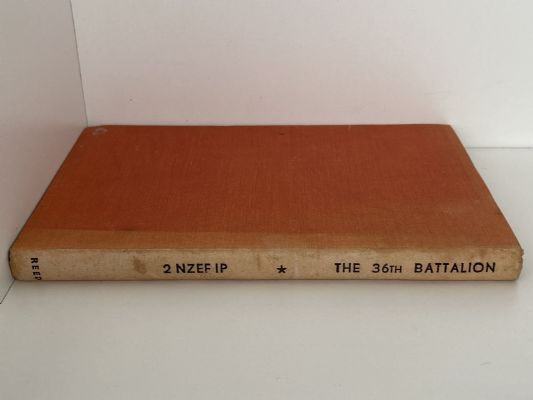 REED
2 NZEF IP ★ THE 36TH BATTALION